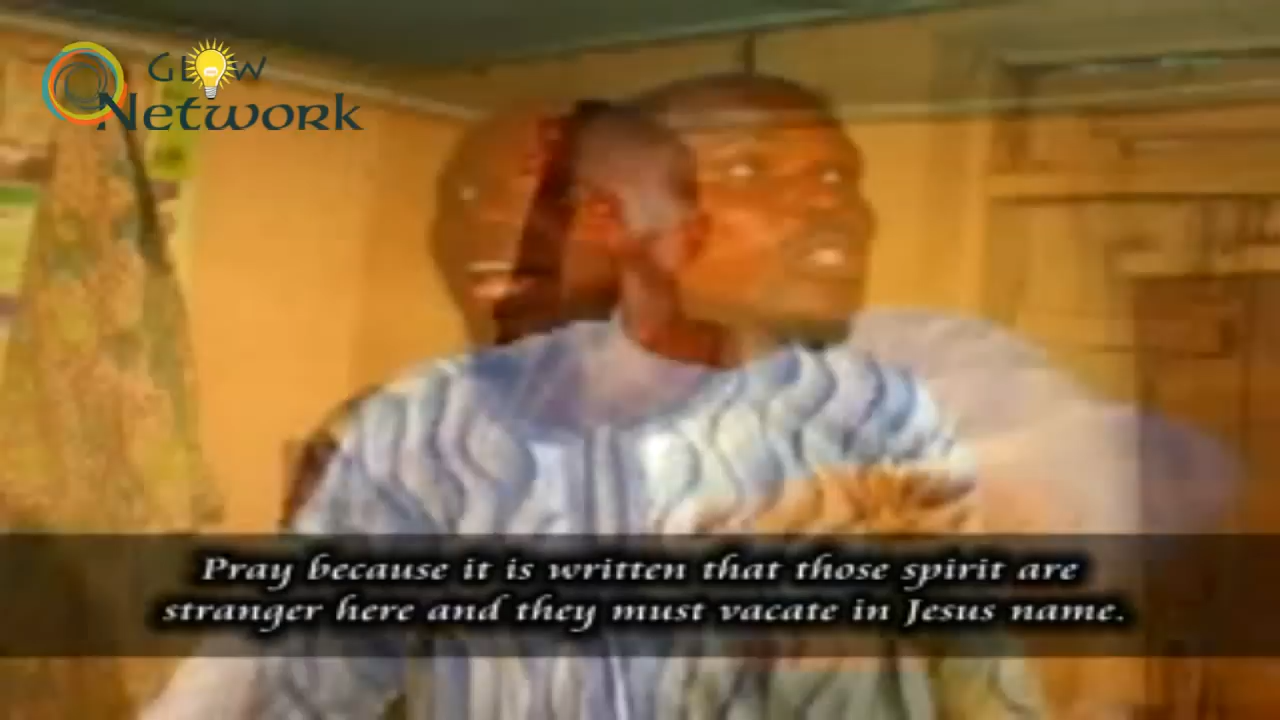 GLOW
Network
Pray because it is written that those spirit are
stranger here and they must vacate in Jesus name.